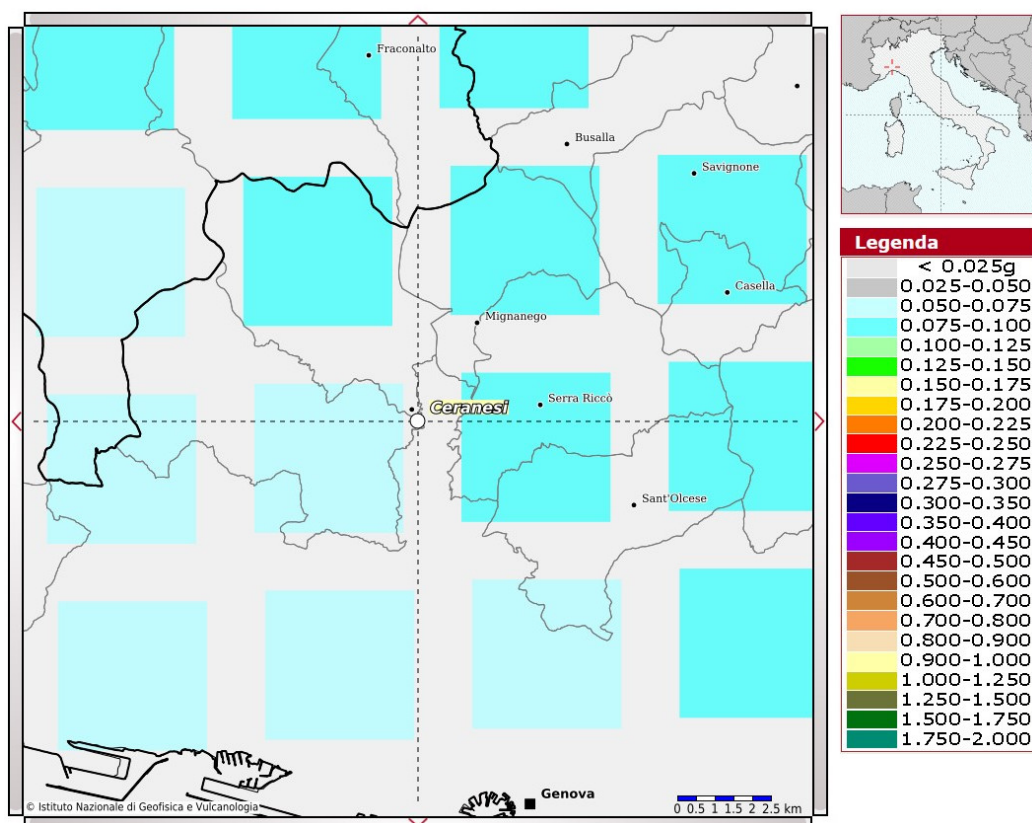 Fraconalto
Busalla
Savignone
Casella
Mignanego
Ceranesi
Serra Riccò
Sant'Olcese
Genova
© Istituto Nazionale di Geofisica e Vulcanologia
0 0.5 1 1.5 2 2.5 km
Legenda
< 0.025g
0.025-0.050
0.050-0.075
0.075-0.100
0.100-0.125
0.125-0.150
0.150-0.175
0.175-0.200
0.200-0.225
0.225-0.250
0.250-0.275
0.275-0.300
0.300-0.350
0.350-0.400
0.400-0.450
0.450-0.500
0.500-0.600
0.600-0.700
0.700-0.800
0.800-0.900
0.900-1.000
1.000-1.250
1.250-1.500
1.500-1.750
1.750-2.000